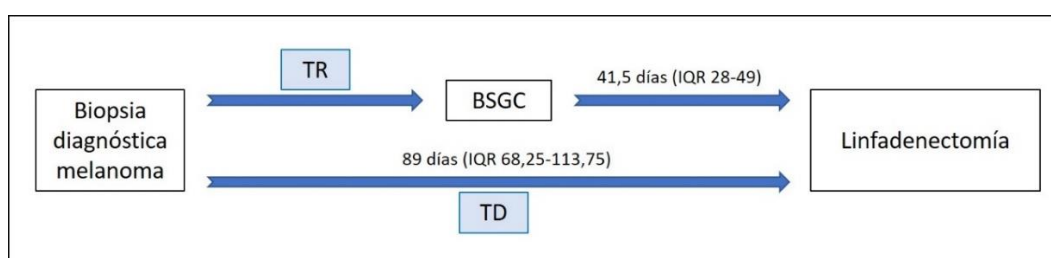 TR
41,5 días (IQR 28-49)
Biopsia
diagnóstica
melanoma
BSGC
Linfadenectomía
89 días (IQR 68,25-113,75)
TD